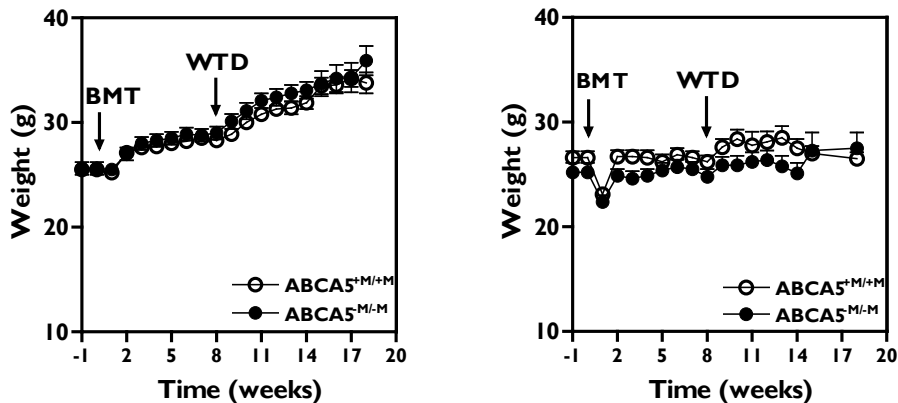 40
30
20
10
Weight (g)
BMT
WTD
ABCA5+M/+M
ABCA5-M/-M
-1 2 5 8 11 14 17 20
Time (weeks)
40
30
20
10
Weight (g)
BMT
WTD
ABCA5+M/+M
ABCA5-M/-M
-1 2 5 8 11 14 17 20
Time (weeks)